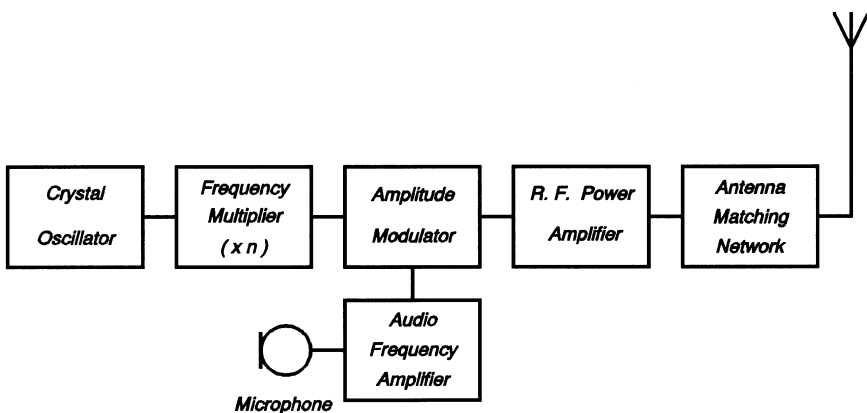 Crystal
Oscillator
Frequency
Multiplier
( x n )
Amplitude
Modulator
R. F. Power
Amplifier
Antenna
Matching
Network
Audio
Frequency
Amplifier
Microphone